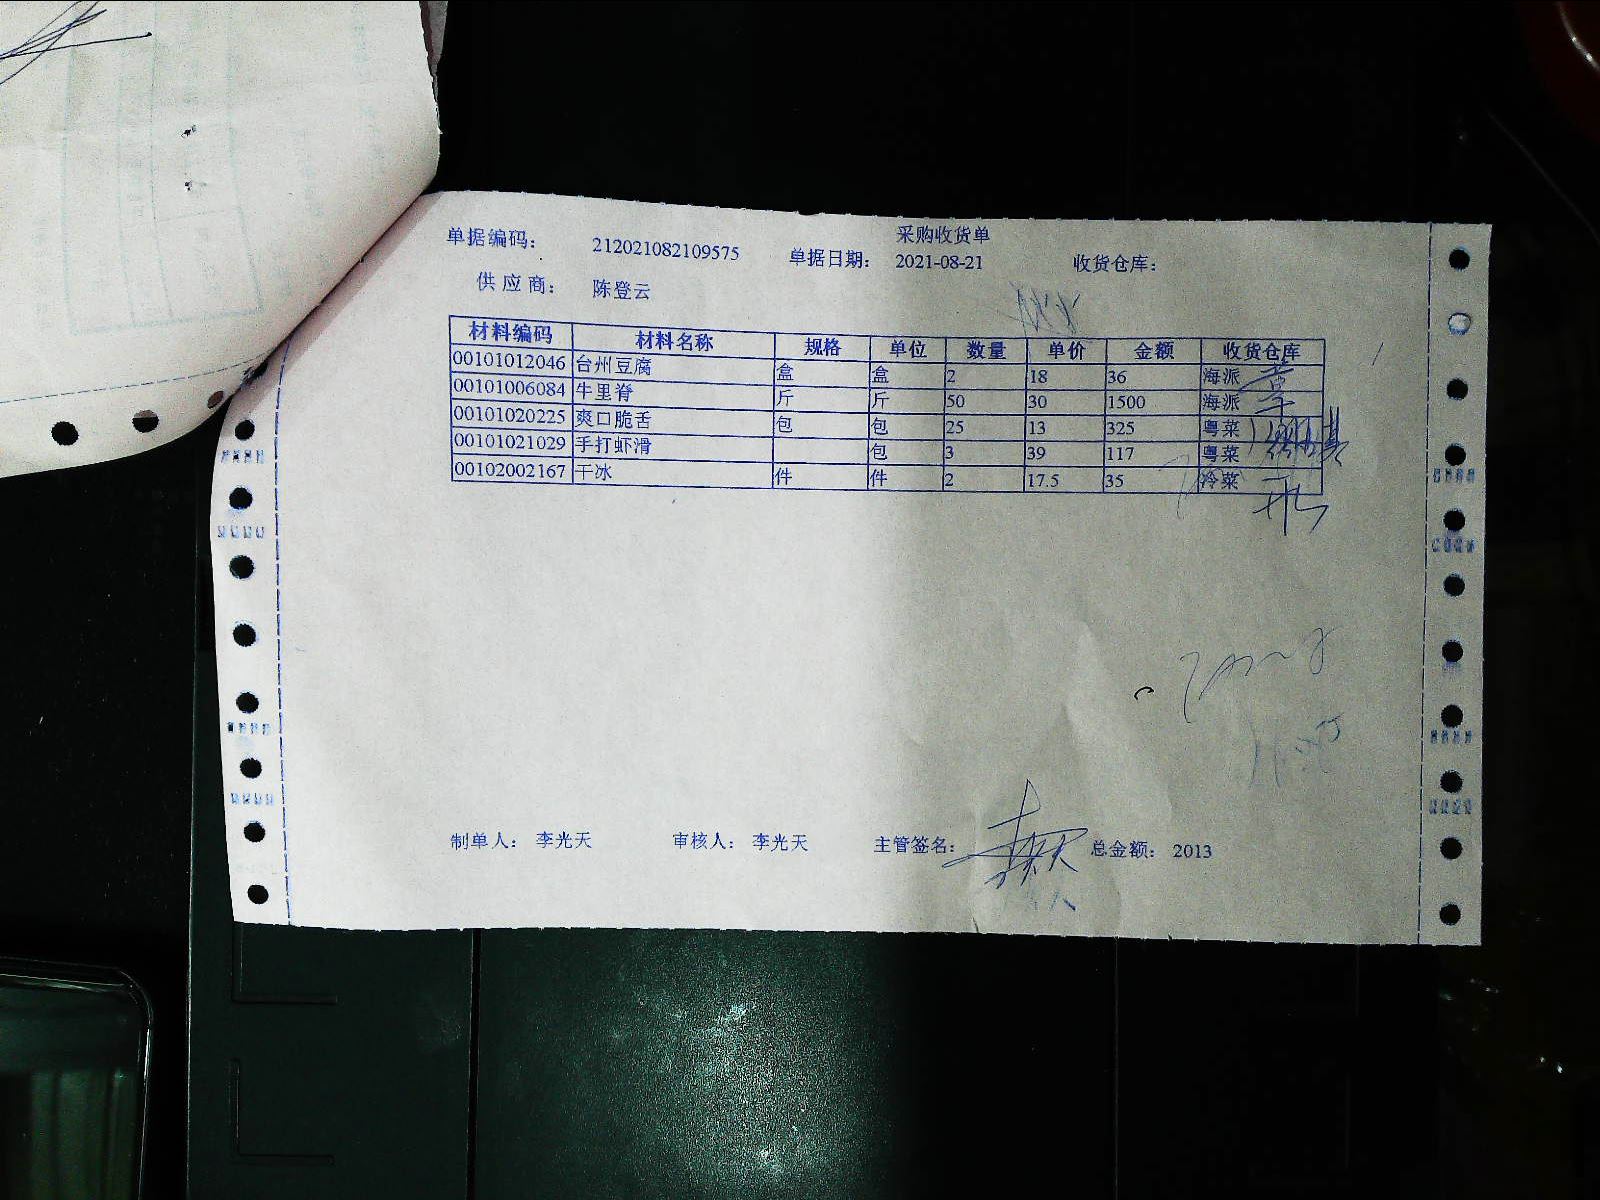 采购收货单
单据编码: 212021082109575 单据日期: 2021-08-21 收货仓库:
供应商: 陈登云
材料编码 材料名称 规格 单位 数量 单价 金额 收货仓库
00101012046 台州豆腐 盒 盒 2 18 36 海派
00101006084 牛里脊 斤 斤 50 30 1500 海派
00101020225 爽口脆舌 包 包 25 13 325 粤菜
00101021029 手打虾滑 包 3 39 117 粤菜
00102002167 干冰 件 件 2 17.5 35 冷菜
制单人: 李光天 审核人: 李光天 主管签名: 总金额: 2013